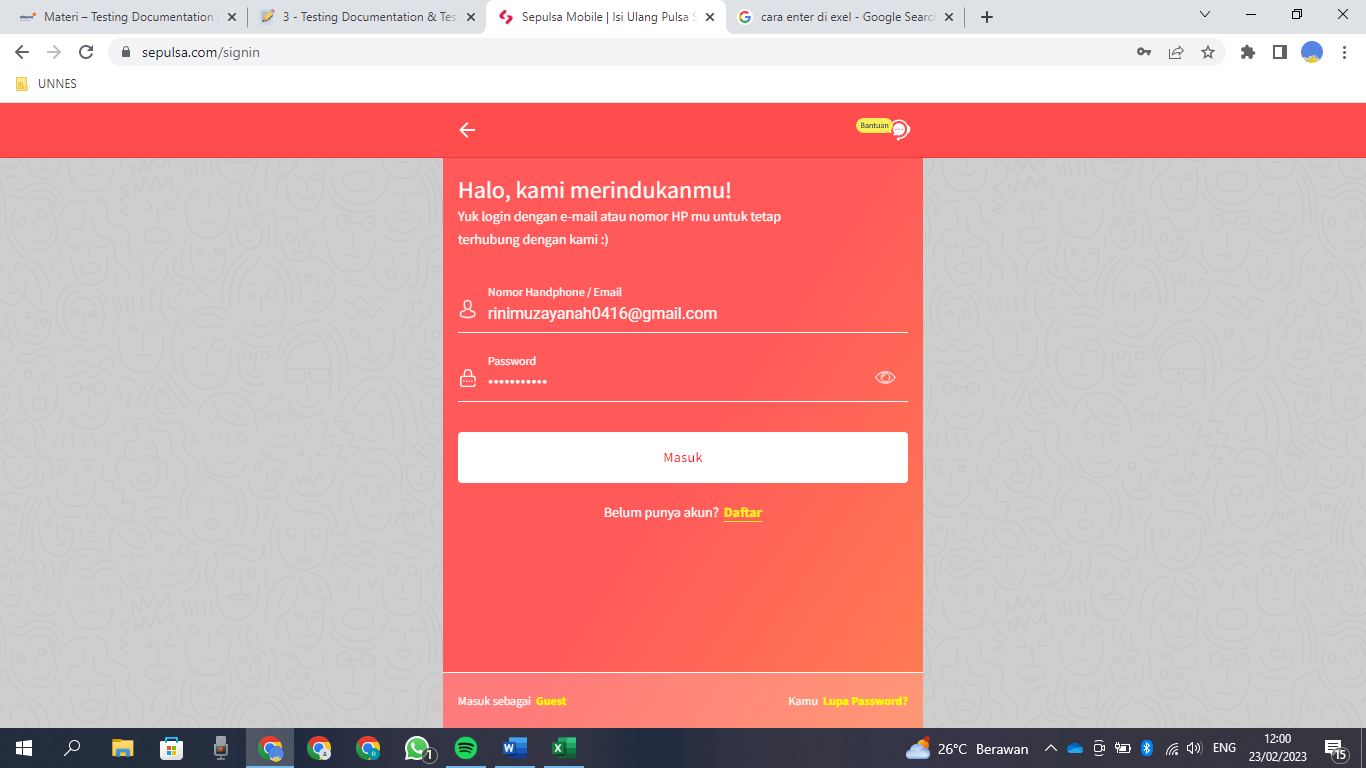 Materi – Testing Documentation
3 - Testing Documentation & Tes
Sepulsa Mobile | Isi Ulang Pulsa S
cara enter di exel - Google Searc
sepulsa.com/signin
UNNES
Bantuan
Halo, kami merindukanmu!
Yuk login dengan e-mail atau nomor HP mu untuk tetap
terhubung dengan kami :)
Nomor Handphone / Email
rinimuzayanah0416@gmail.com
Password
•••••••••••
Masuk
Belum punya akun? Daftar
Masuk sebagai Guest
Kamu Lupa Password?
1
26°C Berawan
ENG
12:00
23/02/2023
15